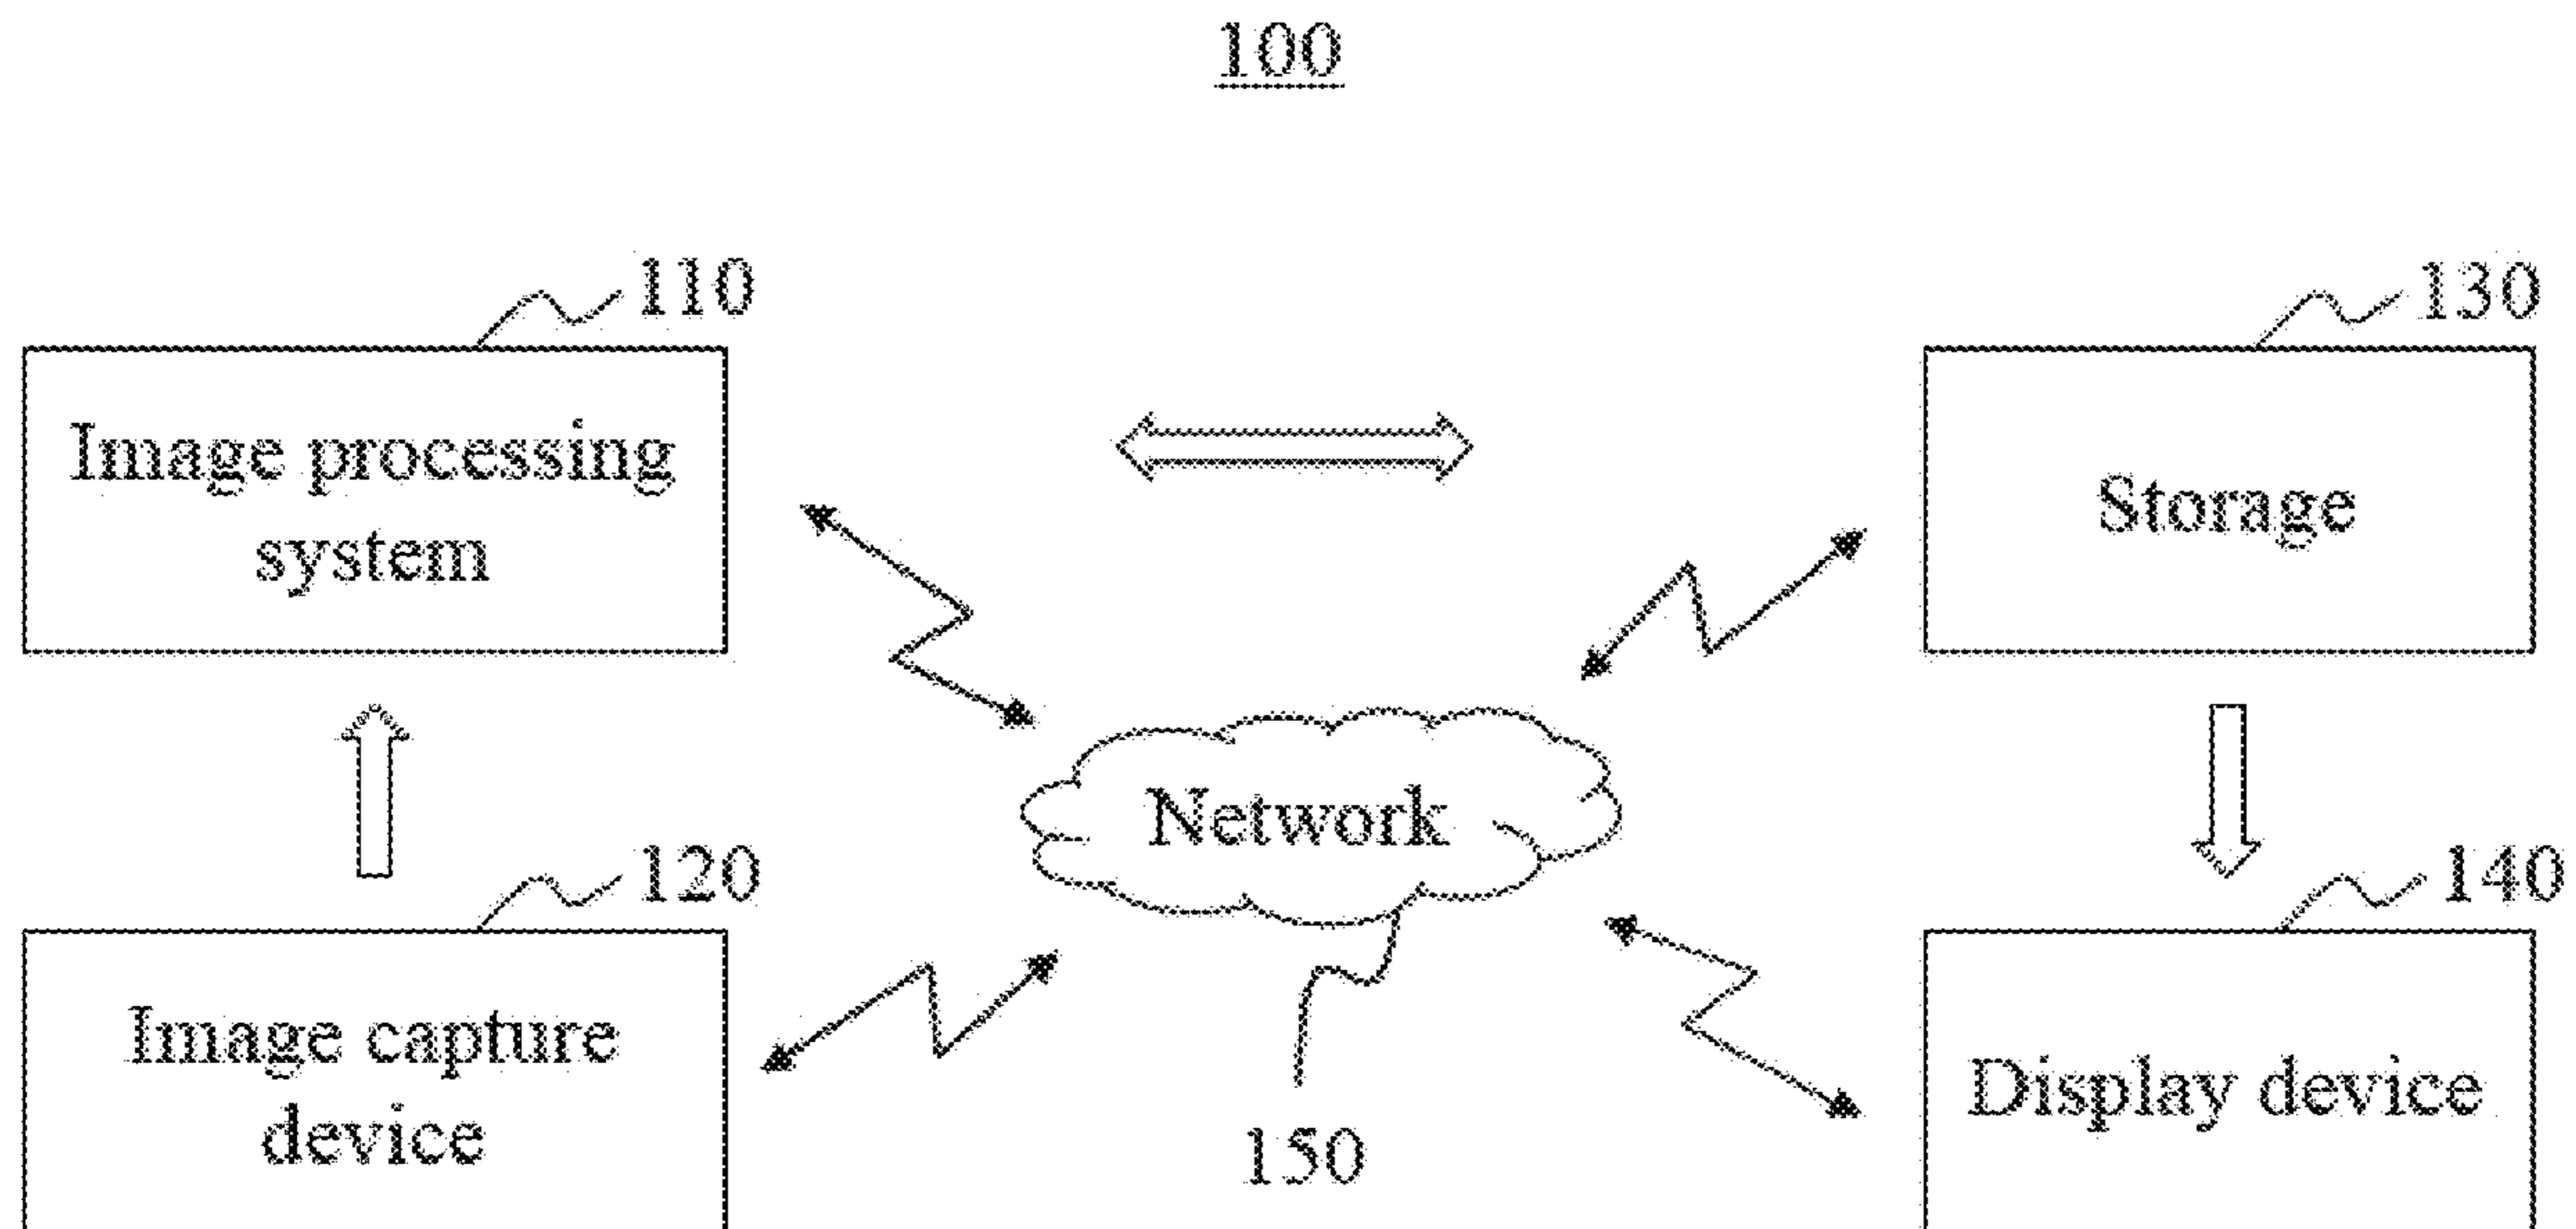 100
110
130
Image processing
system
Storage
Network
120
140
Image capture
device
Display device
150